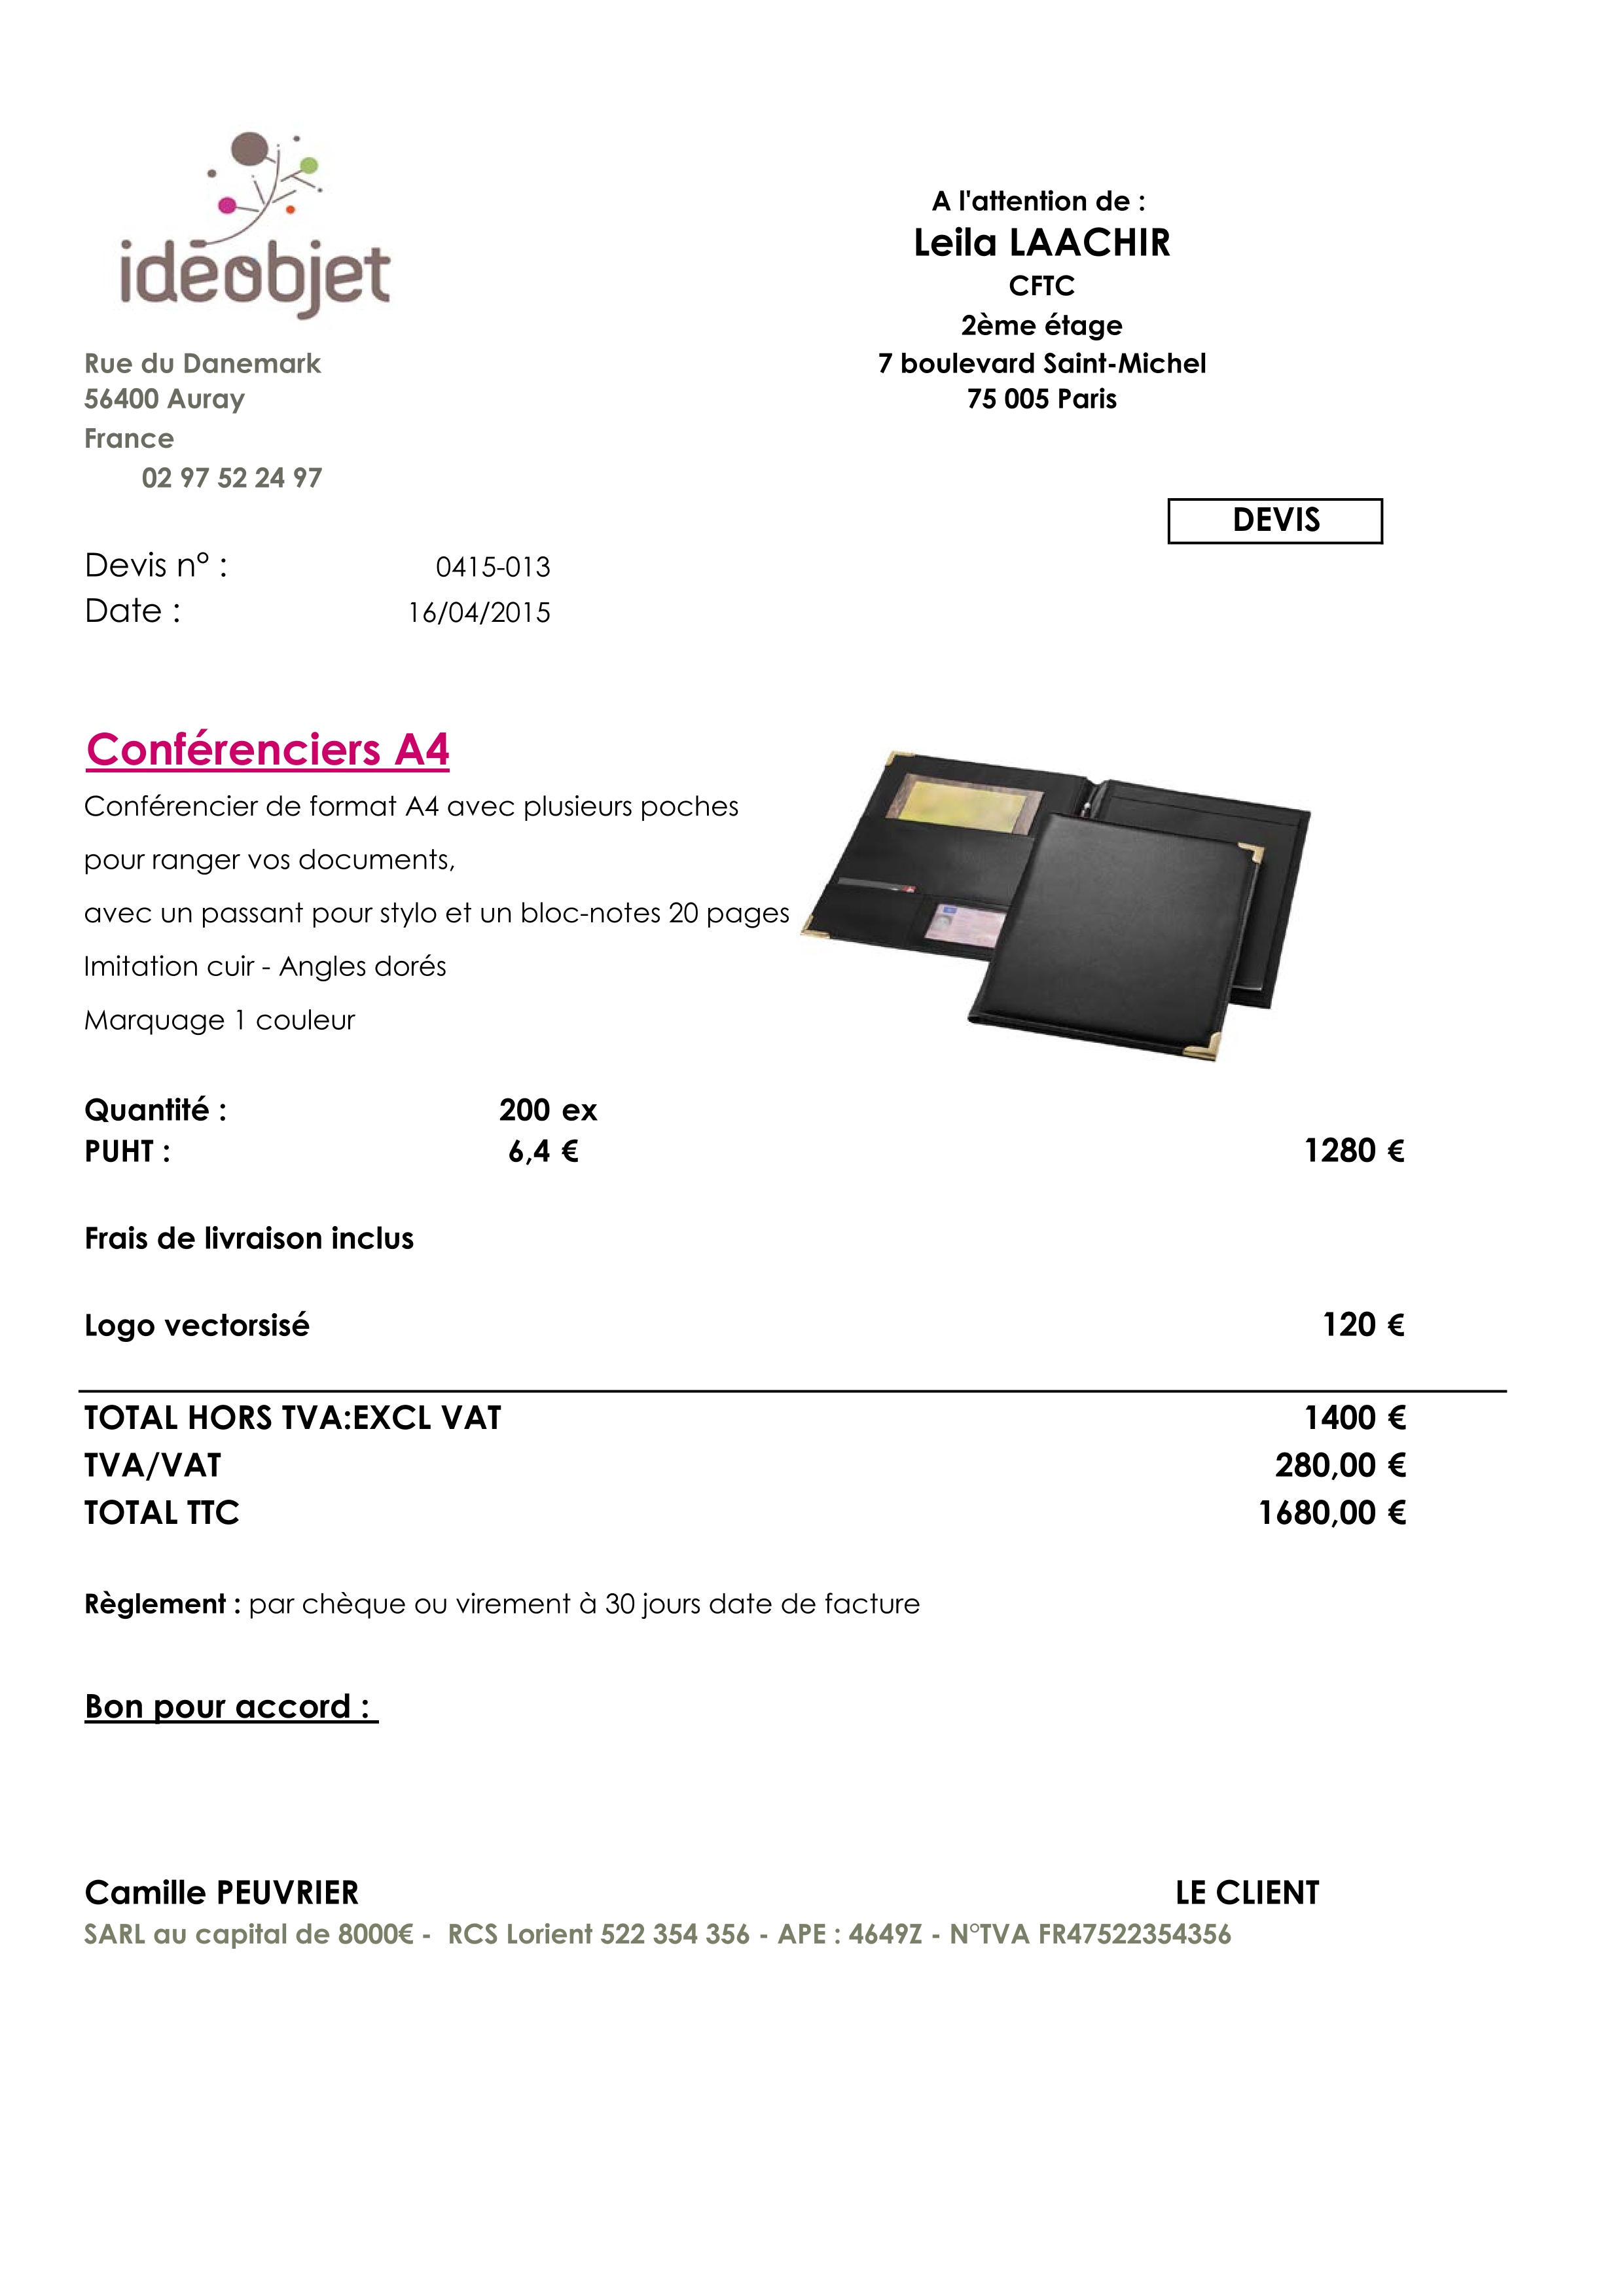 idéobjet
A l'attention de :
Leila LAACHIR
CFTC
2ème étage
7 boulevard Saint-Michel
75 005 Paris
Rue du Danemark
56400 Auray
France
02 97 52 24 97
DEVIS
Devis n° : 0415-013
Date : 16/04/2015
Conférenciers A4
Conférencier de format A4 avec plusieurs poches
pour ranger vos documents,
avec un passant pour stylo et un bloc-notes 20 pages
Imitation cuir - Angles dorés
Marquage 1 couleur
Quantité : 200 ex
PUHT : 6,4 € 1280 €
Frais de livraison inclus
Logo vectorsisé 120 €
TOTAL HORS TVA:EXCL VAT 1400 €
TVA/VAT 280,00 €
TOTAL TTC 1680,00 €
Règlement : par chèque ou virement à 30 jours date de facture
Bon pour accord :
Camille PEUVRIER LE CLIENT
SARL au capital de 8000€ - RCS Lorient 522 354 356 - APE : 4649Z - N°TVA FR47522354356